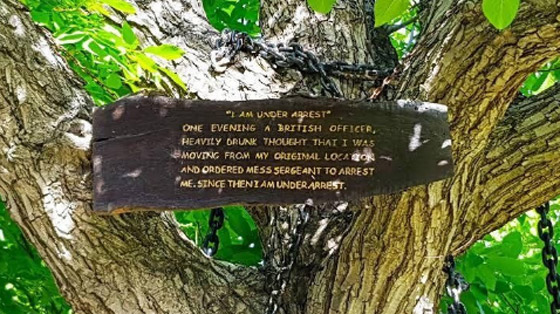 "I AM UNDER ARREST"
ONE EVENING A BRITISH OFFICER,
HEAVILY DRUNK THOUGHT THAT I WAS
MOVING FROM MY ORIGINAL LOCATION
AND ORDERED MESS SERGEANT TO ARREST
ME. SINCE THEN I AM UNDER ARREST.